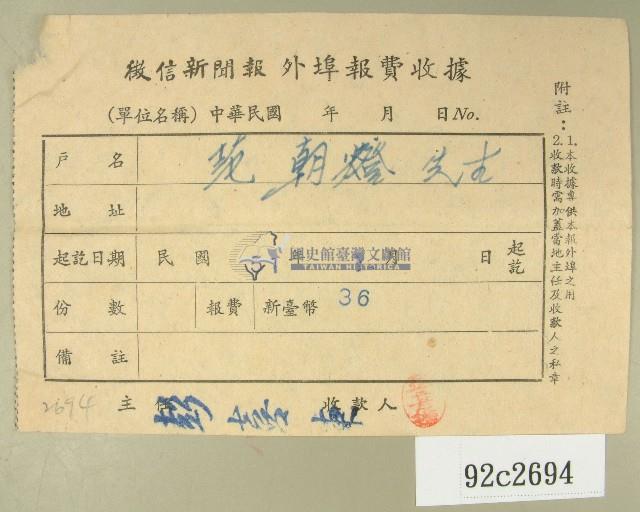 徵信新聞報 外埠報費收據
(單位名稱) 中華民國 年 月 日 No.
戶名 范朝燈 先生
地址
起訖日期 民國 年 月 日 起訖
份數 報費 新臺幣 36
備註
主任 收款人
附註：
1.本收據專供本報外埠之用
2.收款時需加蓋當地主任及收款人之私章
國史館臺灣文獻館
TAIWAN HISTORICA
2694
92c2694